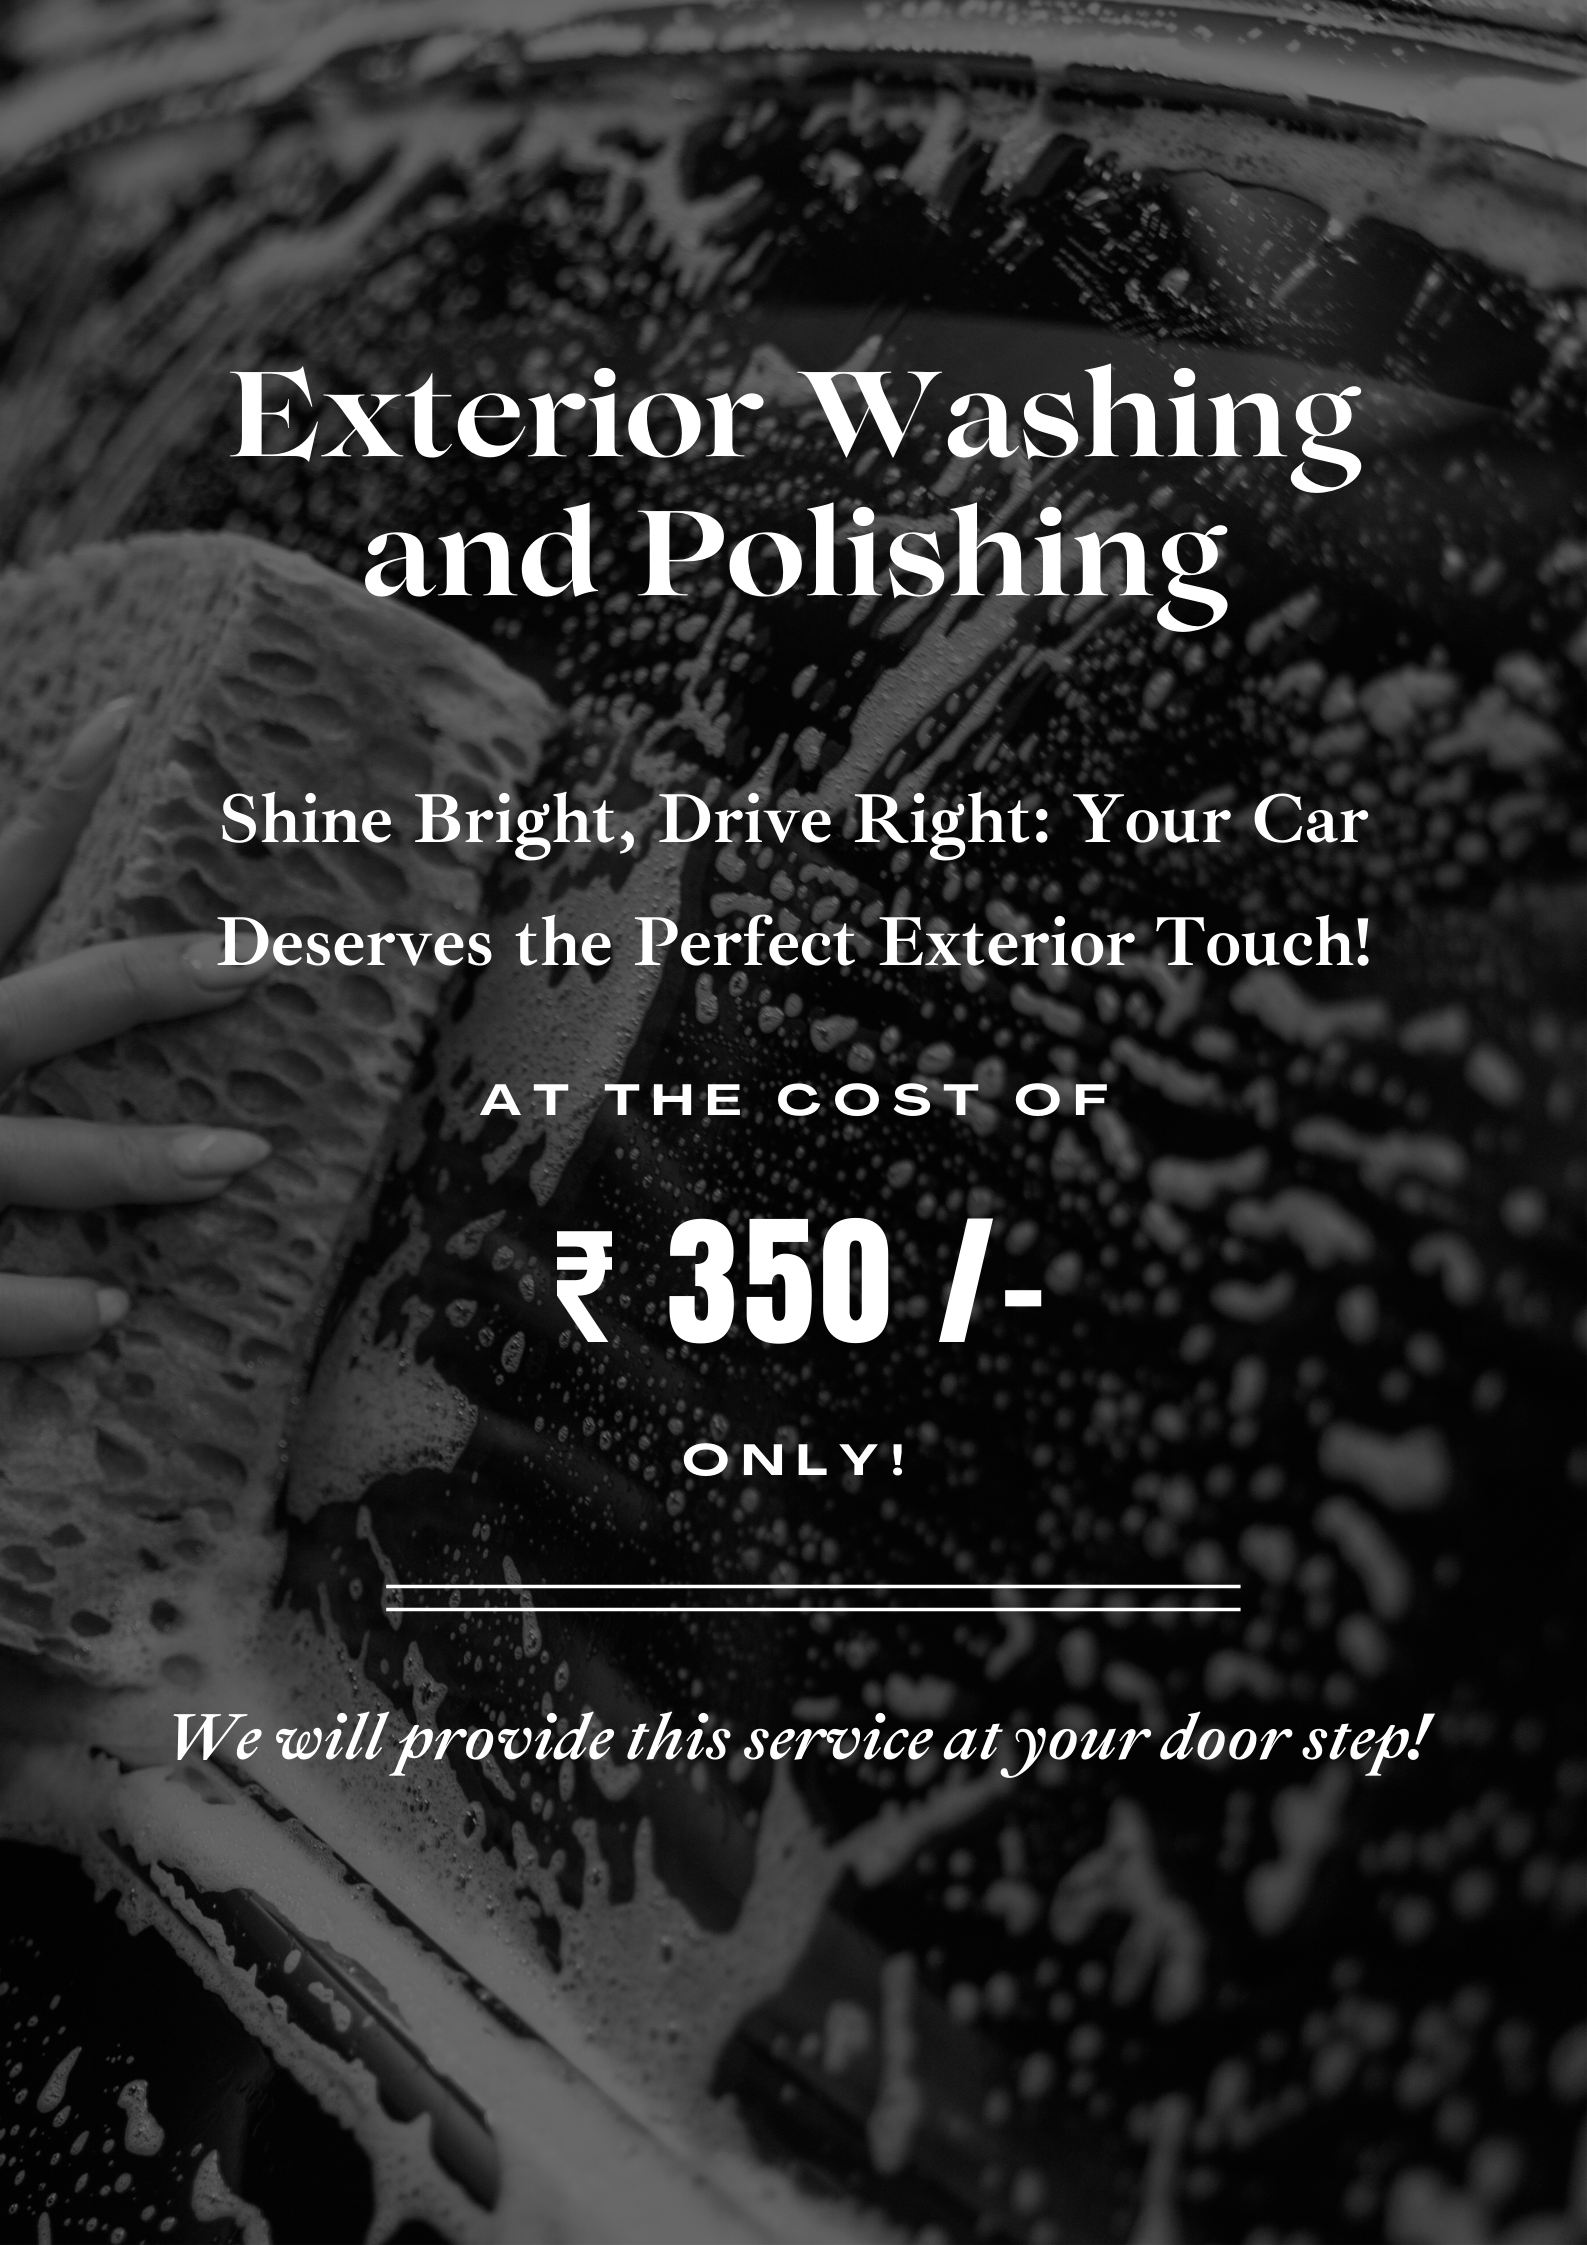 Exterior Washing
and Polishing
Shine Bright, Drive Right: Your Car
Deserves the Perfect Exterior Touch!
AT THE COST OF
₹ 350 /-
ONLY!
We will provide this service at your door step!